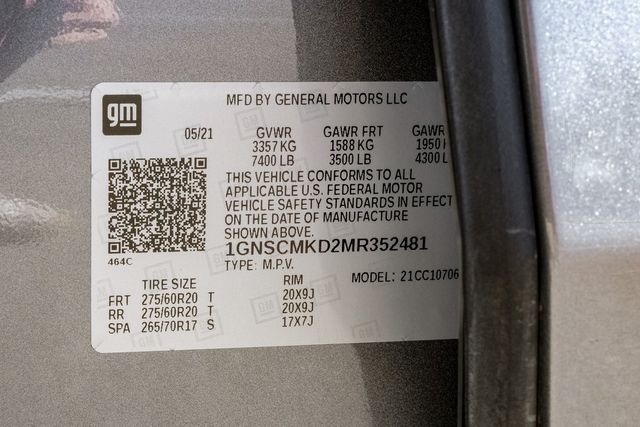 gm
MFD BY GENERAL MOTORS LLC
05/21 GVWR GAWR FRT GAWR
3357 KG 1588 KG 1950
7400 LB 3500 LB 4300 L
THIS VEHICLE CONFORMS TO ALL
APPLICABLE U.S. FEDERAL MOTOR
VEHICLE SAFETY STANDARDS IN EFFECT
ON THE DATE OF MANUFACTURE
SHOWN ABOVE.
464C
1GNSCMKD2MR352481
TYPE: M.P.V.
MODEL: 21CC10706
TIRE SIZE RIM
FRT 275/60R20 T 20X9J
RR 275/60R20 T 20X9J
SPA 265/70R17 S 17X7J